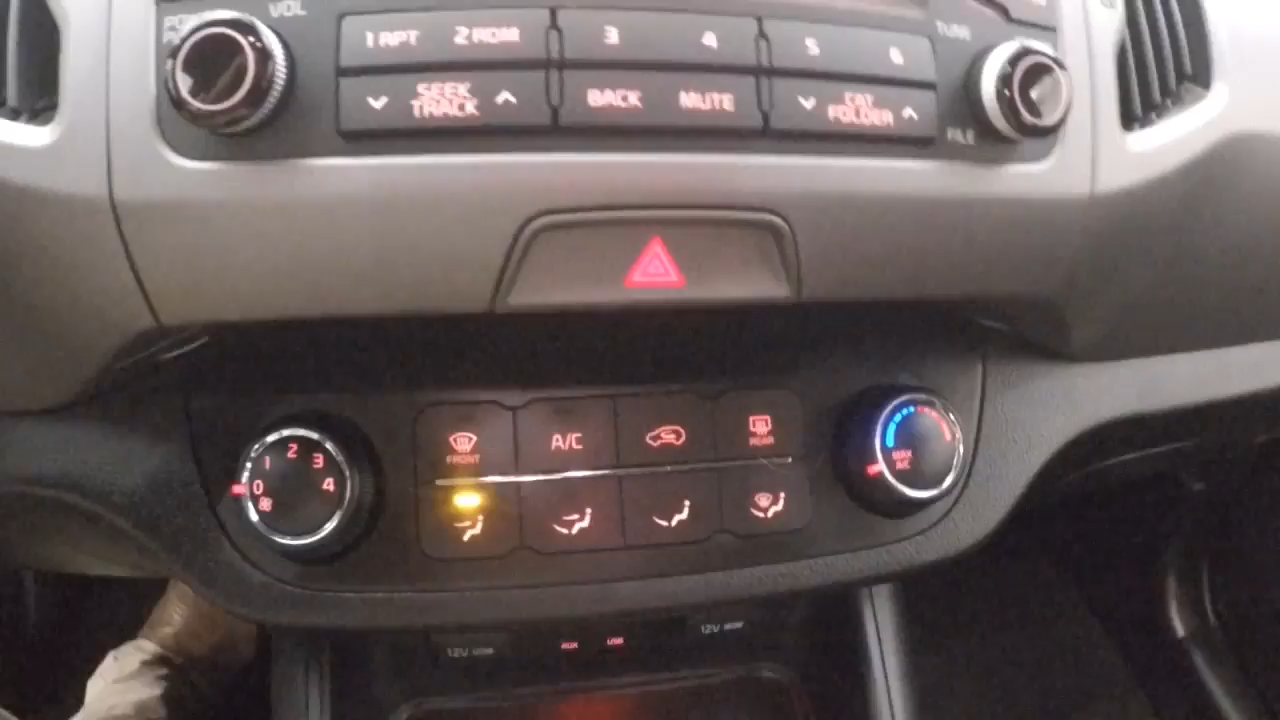 VOL
1 RPT 2 RDM 3 4 5 6
TUNE
SEEK
TRACK
BACK MUTE
CAT
FOLDER
FILE
0 1 2 3 4
FRONT
A/C
REAR
MAX
A/C
12V
AUX USB
12V